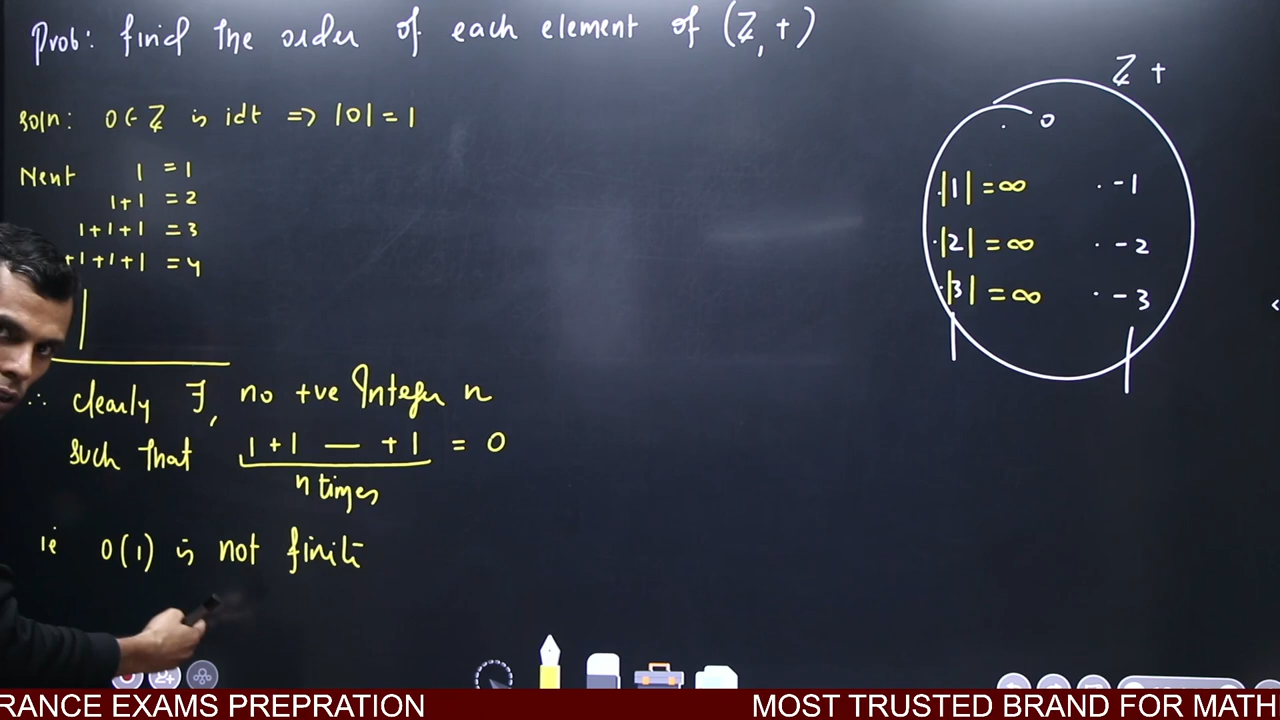 Prob: find the order of each element of (ℤ, +)
Soln: 0 ∈ ℤ is idt ⇒ |0| = 1
Next 1 = 1
1+1 = 2
1+1+1 = 3
+1+1+1 = 4
∴ clearly ∃, no +ve Integer n
such that 1+1 — +1 = 0
n times
ie O(1) is not finite
ℤ +
. 0
|1| = ∞ . -1
|2| = ∞ . -2
|3| = ∞ . -3
RANCE EXAMS PREPRATION
MOST TRUSTED BRAND FOR MATH